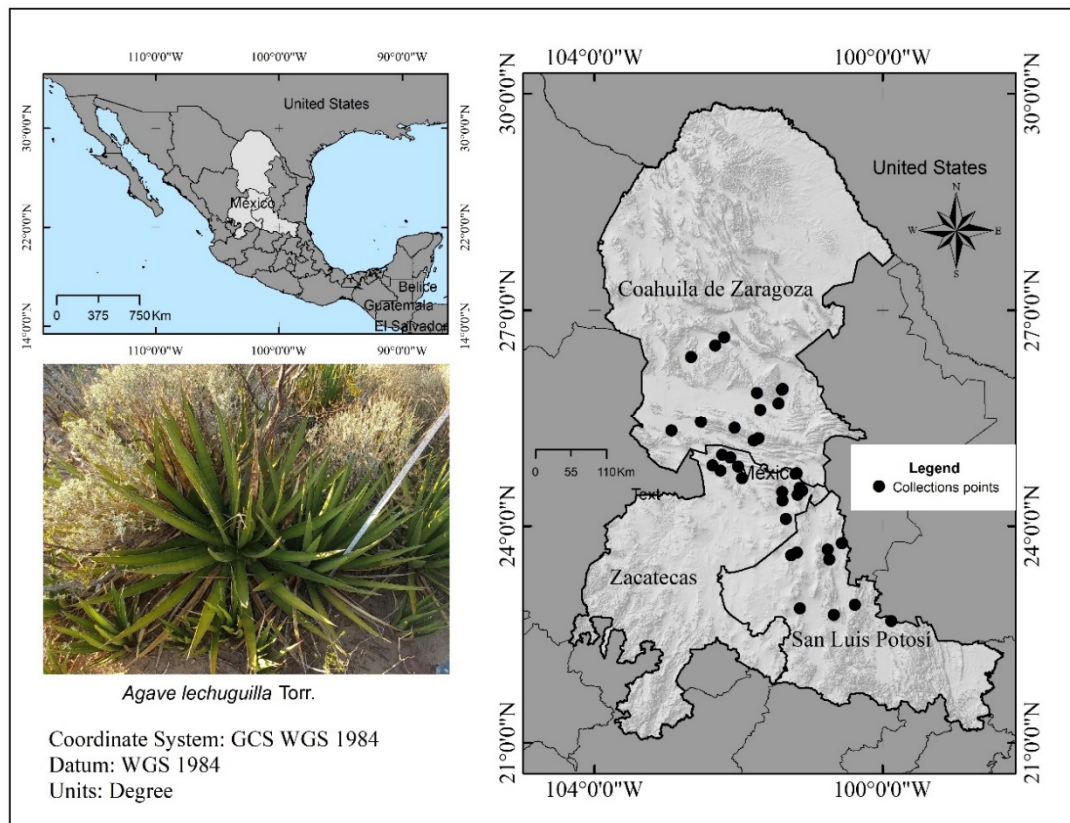 110°0'0"W 100°0'0"W 90°0'0"W
30°0'0"N
22°0'0"N
14°0'0"N
United States
México
Belice
Guatemala
El Salvador
0 375 750 Km
30°0'0"N
22°0'0"N
14°0'0"N
110°0'0"W 100°0'0"W 90°0'0"W
Agave lechuguilla Torr.
Coordinate System: GCS WGS 1984
Datum: WGS 1984
Units: Degree
104°0'0"W 100°0'0"W
30°0'0"N
27°0'0"N
24°0'0"N
21°0'0"N
United States
N
W E
S
Coahuila de Zaragoza
0 55 110 Km
México
Text
Legend
Collections points
Zacatecas
San Luis Potosí
30°0'0"N
27°0'0"N
24°0'0"N
21°0'0"N
104°0'0"W 100°0'0"W